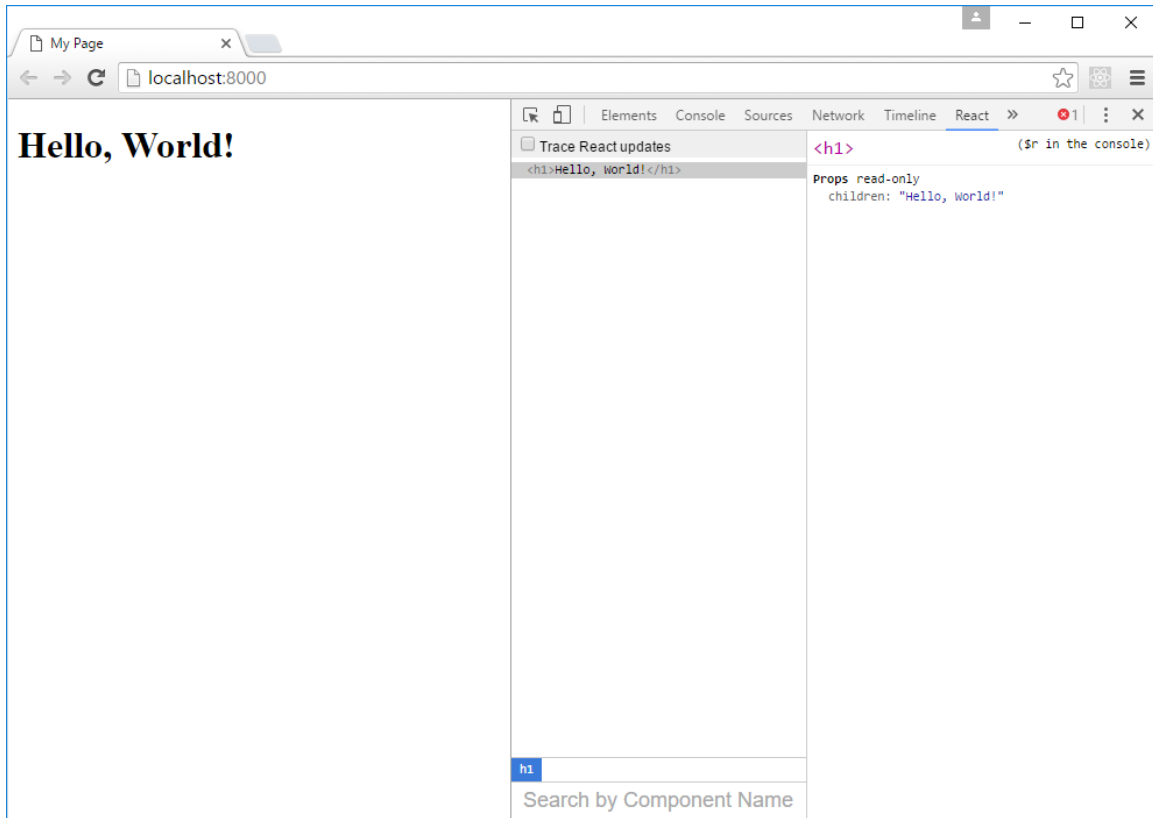 My Page
localhost:8000
Hello, World!
Elements Console Sources Network Timeline React » 1
Trace React updates
<h1>Hello, World!</h1>
<h1> ($r in the console)
Props read-only
children: "Hello, World!"
h1
Search by Component Name